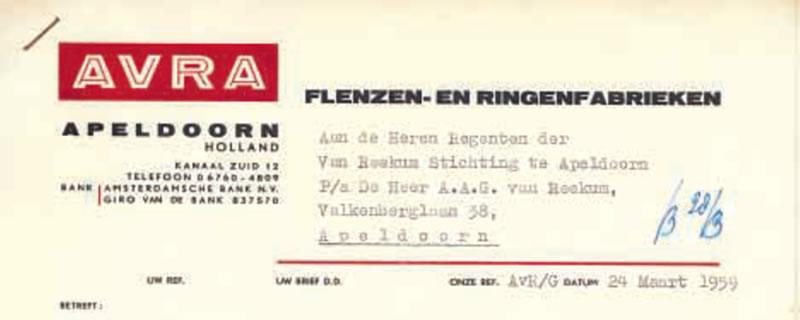 AVRA
FLENZEN- EN RINGENFABRIEKEN
APELDOORN
HOLLAND
KANAAL ZUID 12
TELEFOON 06760-4809
BANK AMSTERDAMSCHE BANK N.V.
GIRO VAN DE BANK 837570
Aan de Heren Regenten der
Van Reekum Stichting te Apeldoorn
P/a De Heer A.A.G. van Reekum,
Valkenberglaan 38,
Apeldoorn
UW REF.
UW BRIEF D.D.
ONZE REF. AvR/G DATUM 24 Maart 1959
BETREFT: